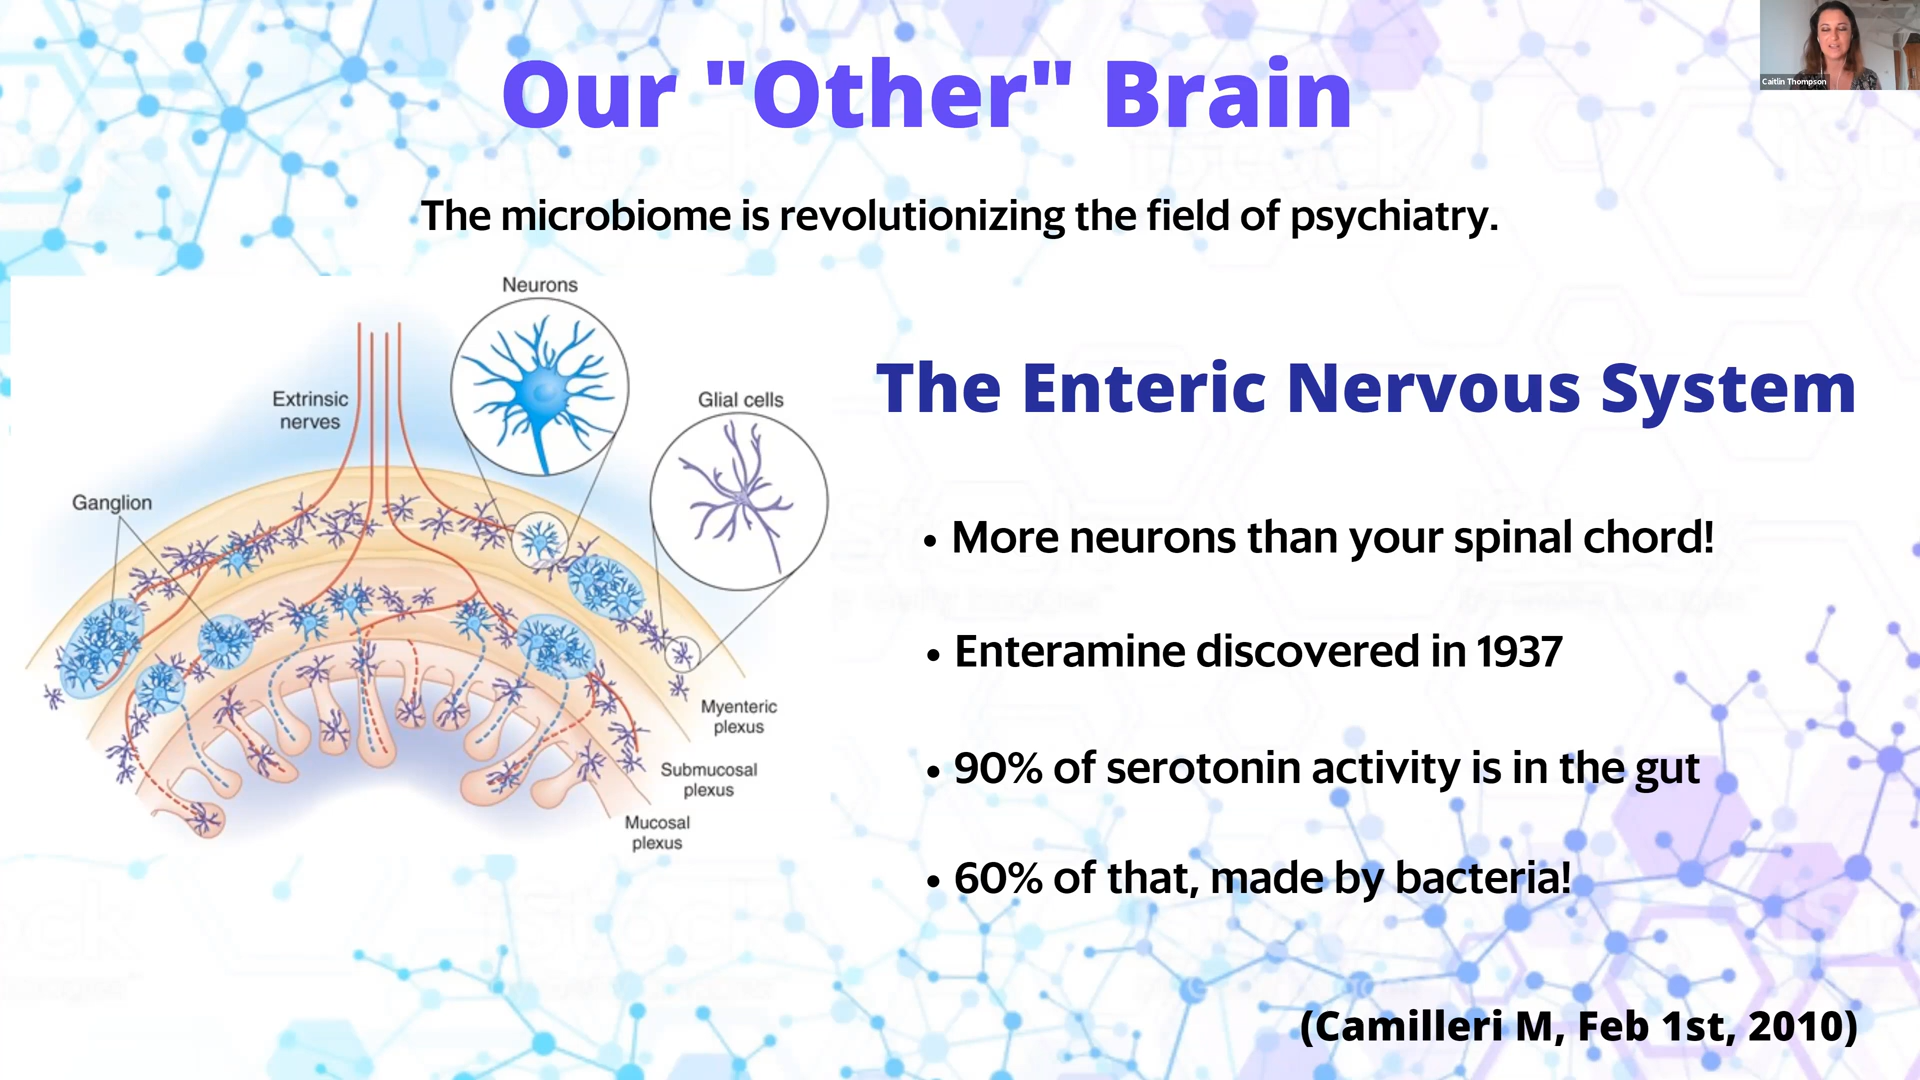 Our "Other" Brain
Caitlin Thompson
The microbiome is revolutionizing the field of psychiatry.
Neurons
Extrinsic
nerves
Glial cells
Ganglion
Myenteric
plexus
Submucosal
plexus
Mucosal
plexus
The Enteric Nervous System
• More neurons than your spinal chord!
• Enteramine discovered in 1937
• 90% of serotonin activity is in the gut
• 60% of that, made by bacteria!
(Camilleri M, Feb 1st, 2010)